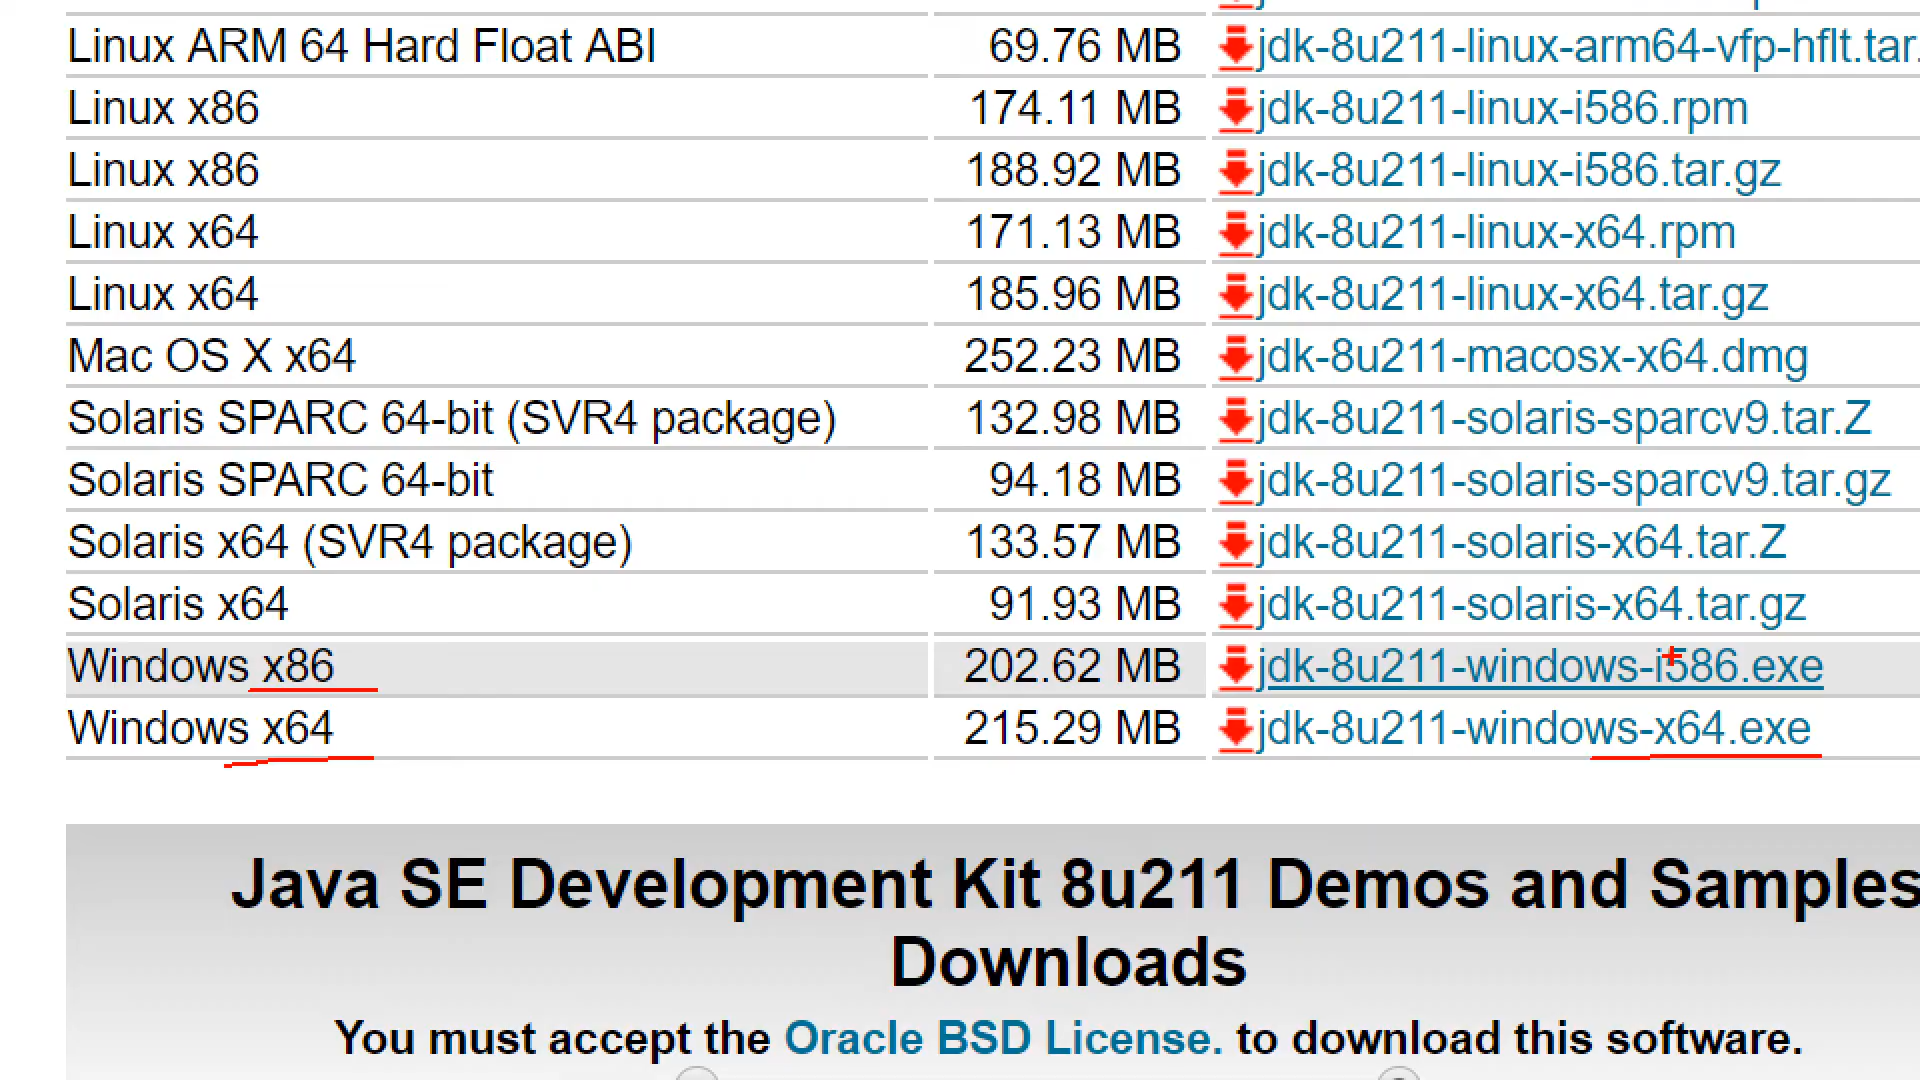 Linux ARM 64 Hard Float ABI 69.76 MB jdk-8u211-linux-arm64-vfp-hflt.tar.
Linux x86 174.11 MB jdk-8u211-linux-i586.rpm
Linux x86 188.92 MB jdk-8u211-linux-i586.tar.gz
Linux x64 171.13 MB jdk-8u211-linux-x64.rpm
Linux x64 185.96 MB jdk-8u211-linux-x64.tar.gz
Mac OS X x64 252.23 MB jdk-8u211-macosx-x64.dmg
Solaris SPARC 64-bit (SVR4 package) 132.98 MB jdk-8u211-solaris-sparcv9.tar.Z
Solaris SPARC 64-bit 94.18 MB jdk-8u211-solaris-sparcv9.tar.gz
Solaris x64 (SVR4 package) 133.57 MB jdk-8u211-solaris-x64.tar.Z
Solaris x64 91.93 MB jdk-8u211-solaris-x64.tar.gz
Windows x86 202.62 MB jdk-8u211-windows-i586.exe
Windows x64 215.29 MB jdk-8u211-windows-x64.exe
Java SE Development Kit 8u211 Demos and Samples
Downloads
You must accept the Oracle BSD License. to download this software.